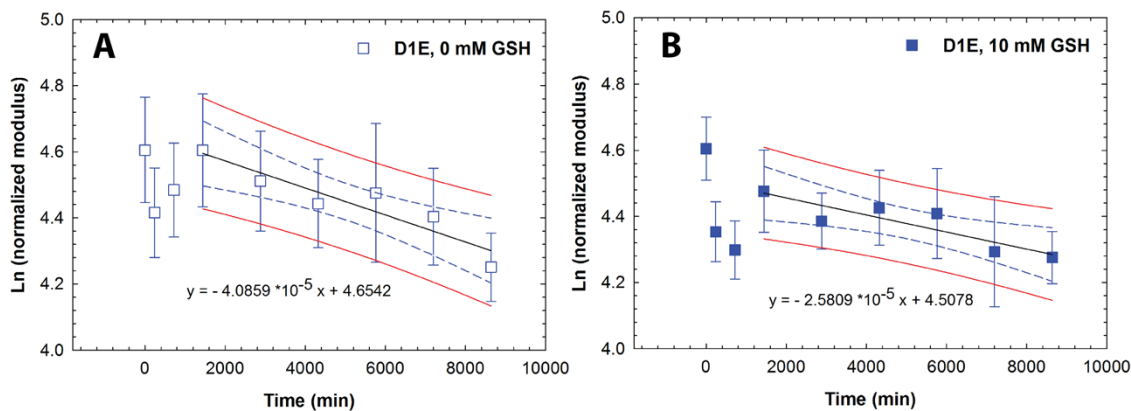 A
D1E, 0 mM GSH
Ln (normalized modulus)
5.0
4.8
4.6
4.4
4.2
4.0
y = - 4.0859 *10-5 x + 4.6542
0 2000 4000 6000 8000 10000
Time (min)
B
D1E, 10 mM GSH
Ln (normalized modulus)
5.0
4.8
4.6
4.4
4.2
4.0
y = - 2.5809 *10-5 x + 4.5078
0 2000 4000 6000 8000 10000
Time (min)